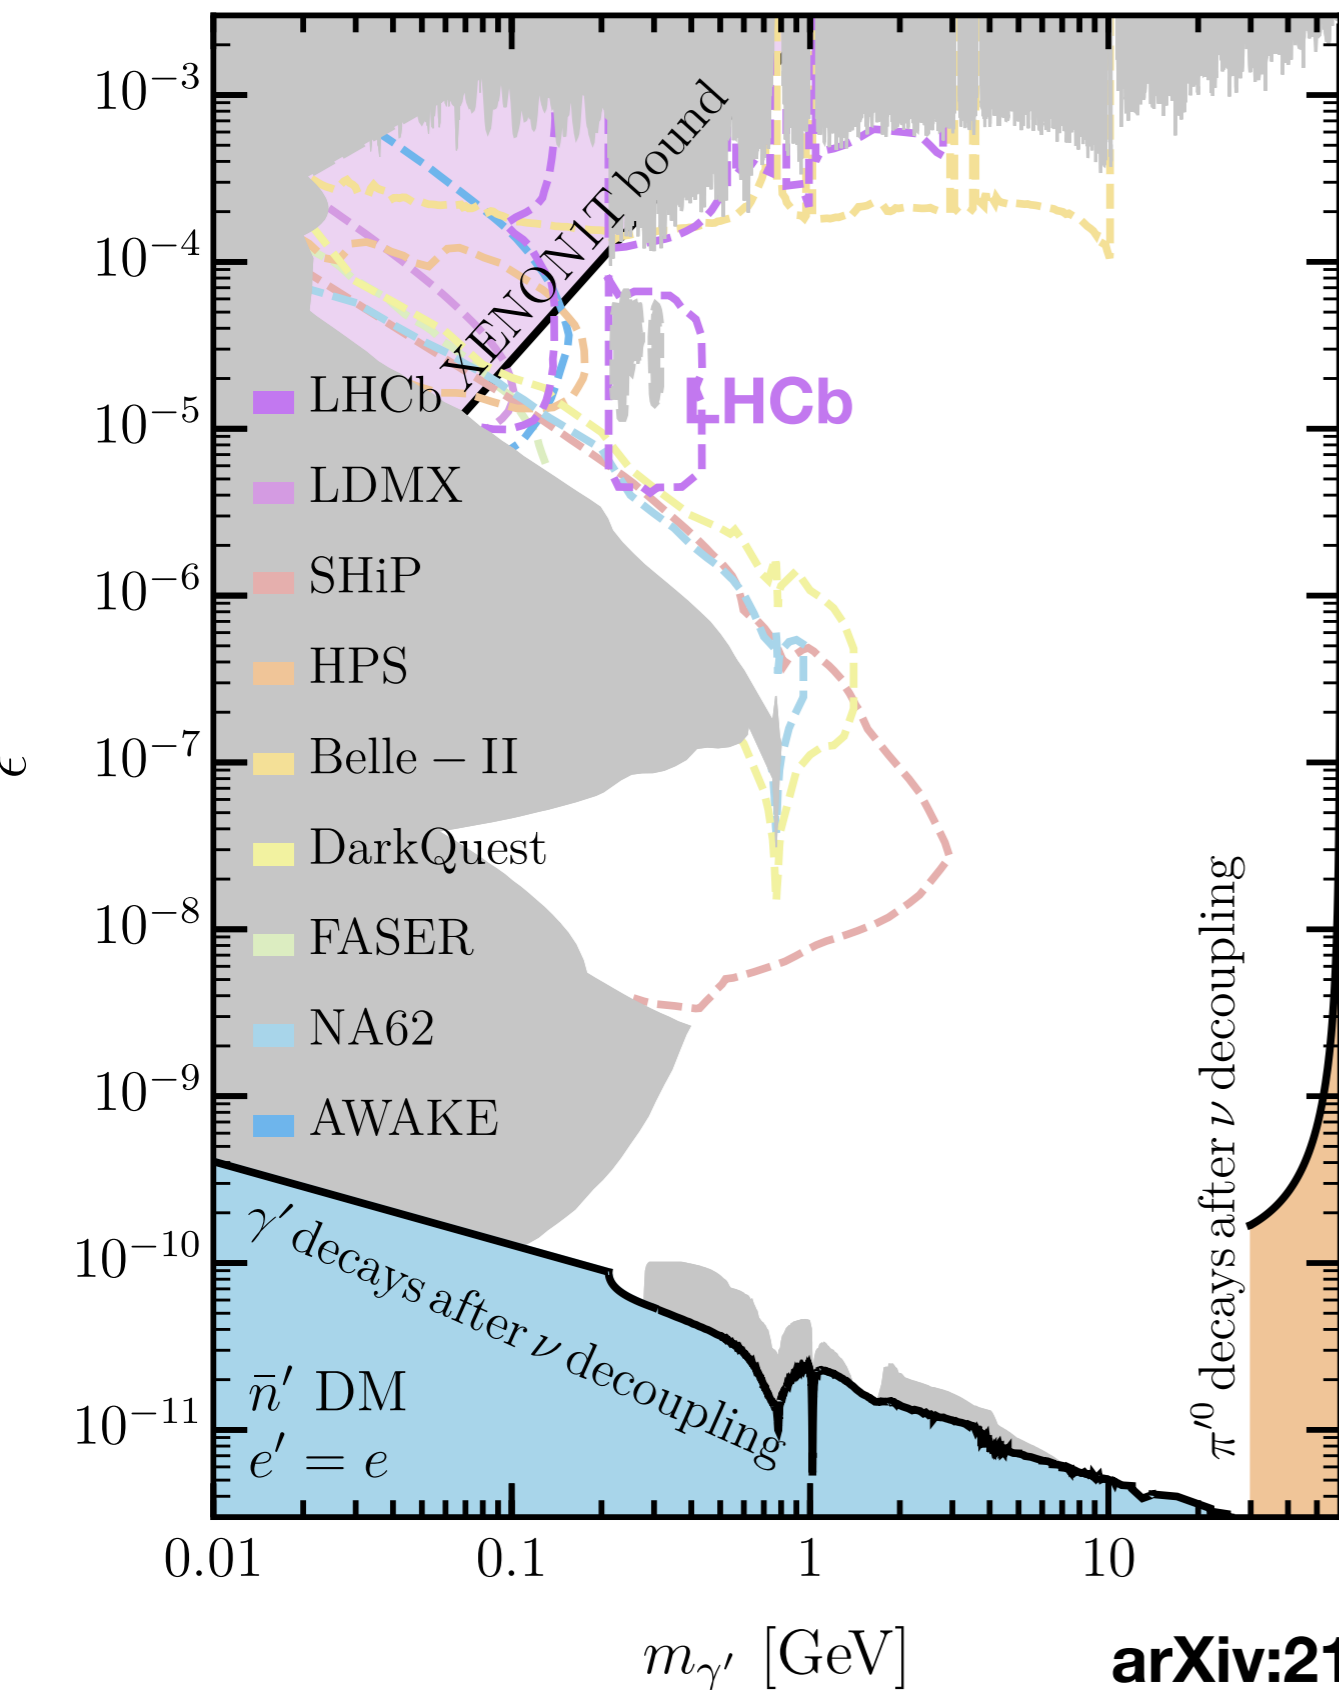 10⁻³
10⁻⁴
10⁻⁵
10⁻⁶
10⁻⁷
10⁻⁸
10⁻⁹
10⁻¹⁰
10⁻¹¹
ϵ
XENON1T bound
LHCb
LHCb
LDMX
SHiP
HPS
Belle − II
DarkQuest
FASER
NA62
AWAKE
γ′ decays after ν decoupling
n̄′ DM
e′ = e
π′⁰ decays after ν decoupling
0.01 0.1 1 10
m_γ′ [GeV]
arXiv:21